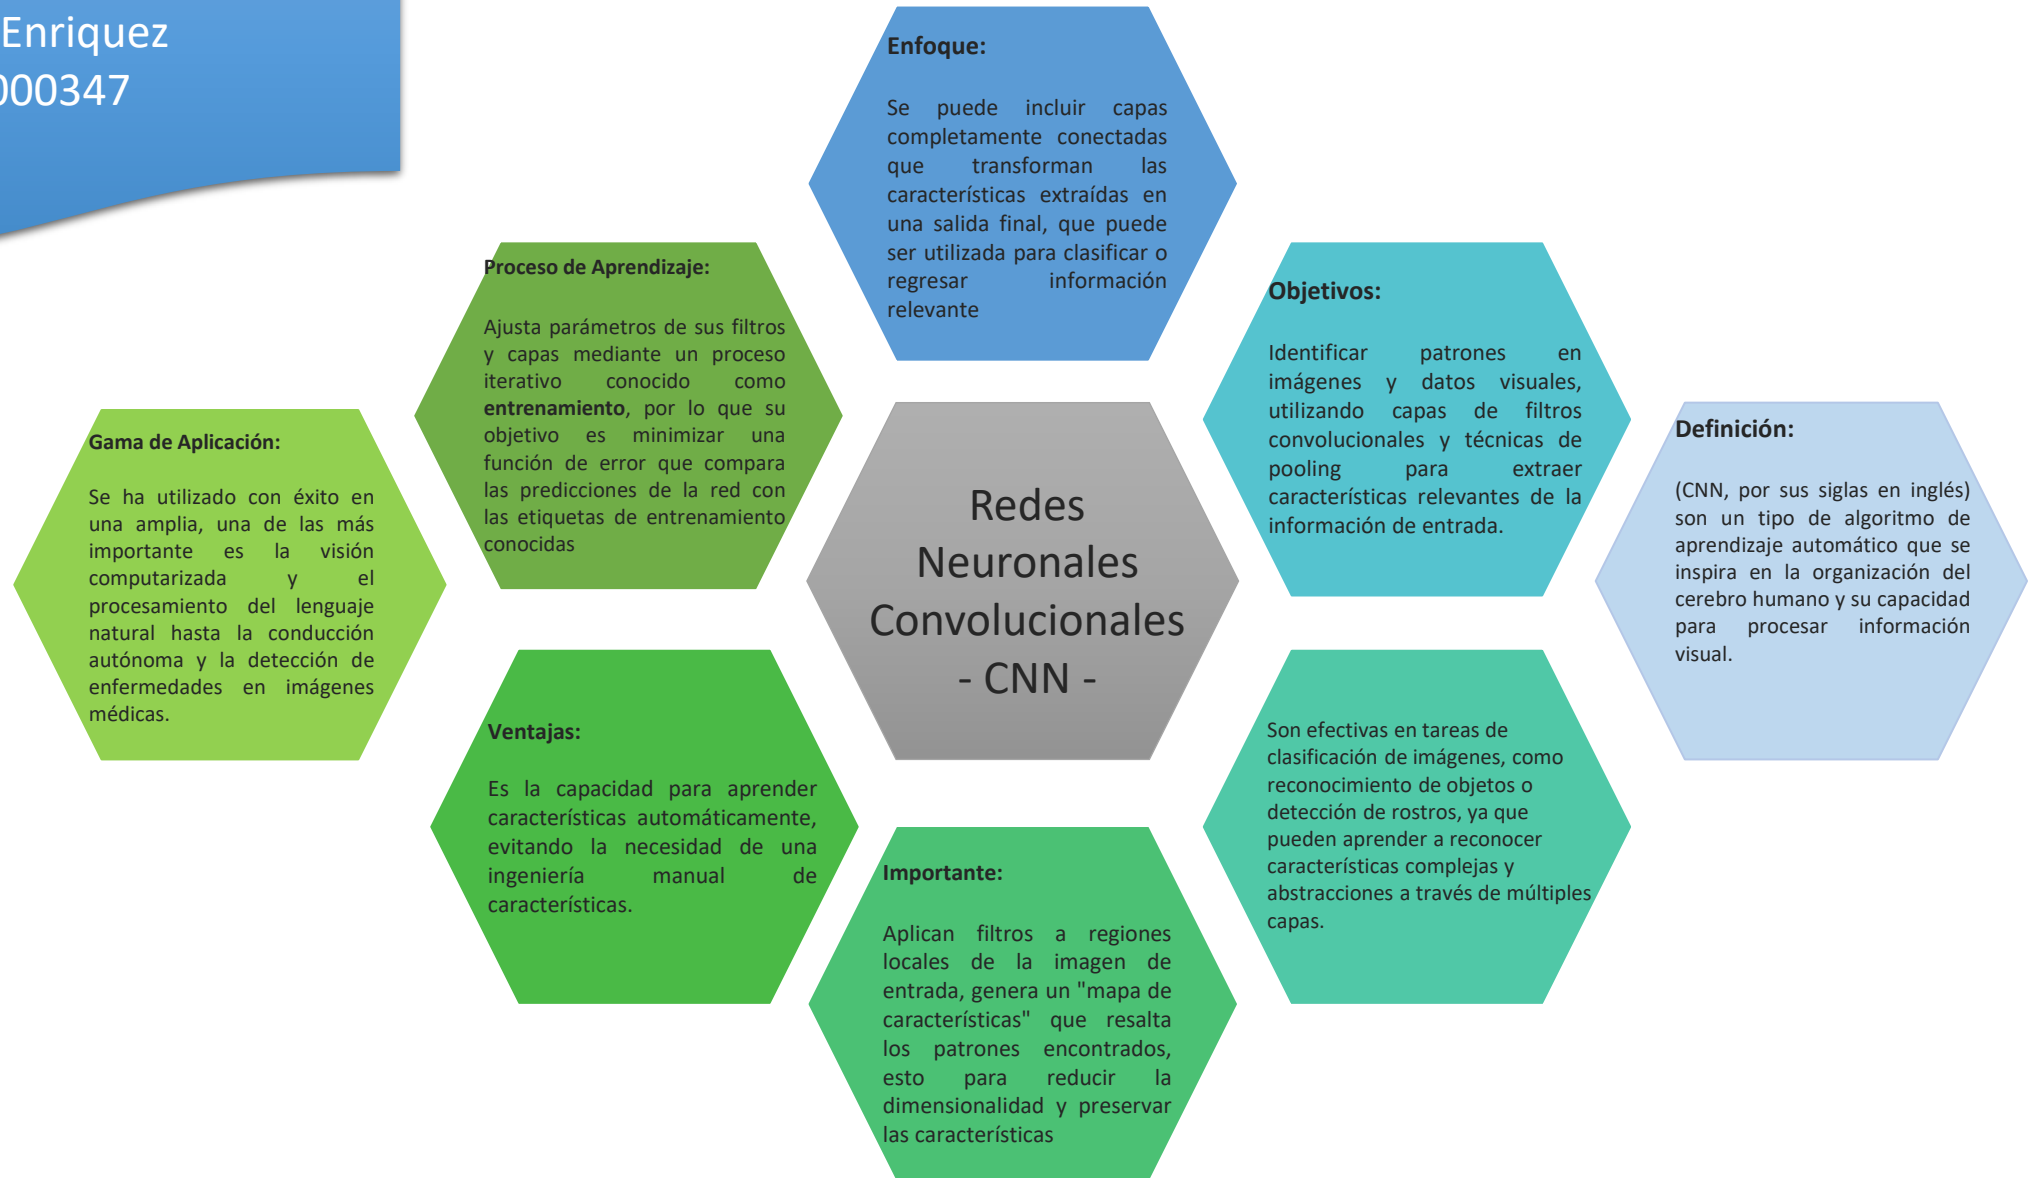 Enriquez
000347
Enfoque:
Se puede incluir capas
completamente conectadas
que transforman las
características extraídas en
una salida final, que puede
ser utilizada para clasificar o
regresar información
relevante
Proceso de Aprendizaje:
Ajusta parámetros de sus filtros
y capas mediante un proceso
iterativo conocido como
entrenamiento, por lo que su
objetivo es minimizar una
función de error que compara
las predicciones de la red con
las etiquetas de entrenamiento
conocidas
Objetivos:
Identificar patrones en
imágenes y datos visuales,
utilizando capas de filtros
convolucionales y técnicas de
pooling para extraer
características relevantes de la
información de entrada.
Gama de Aplicación:
Se ha utilizado con éxito en
una amplia, una de las más
importante es la visión
computarizada y el
procesamiento del lenguaje
natural hasta la conducción
autónoma y la detección de
enfermedades en imágenes
médicas.
Redes
Neuronales
Convolucionales
- CNN -
Definición:
(CNN, por sus siglas en inglés)
son un tipo de algoritmo de
aprendizaje automático que se
inspira en la organización del
cerebro humano y su capacidad
para procesar información
visual.
Ventajas:
Es la capacidad para aprender
características automáticamente,
evitando la necesidad de una
ingeniería manual de
características.
Son efectivas en tareas de
clasificación de imágenes, como
reconocimiento de objetos o
detección de rostros, ya que
pueden aprender a reconocer
características complejas y
abstracciones a través de múltiples
capas.
Importante:
Aplican filtros a regiones
locales de la imagen de
entrada, genera un "mapa de
características" que resalta
los patrones encontrados,
esto para reducir la
dimensionalidad y preservar
las características